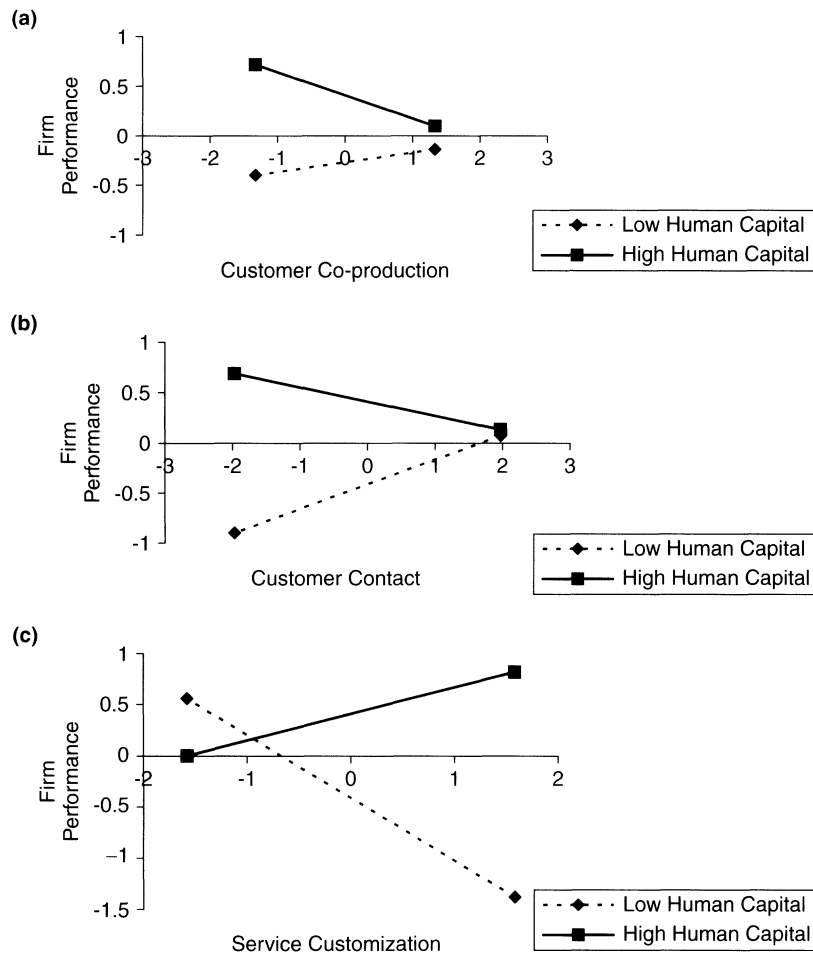 (a)
1
0.5
0
-3 -2 -1 0 1 2 3
-0.5
-1
Firm
Performance
Customer Co-production
Low Human Capital
High Human Capital
(b)
1
0.5
0
-3 -2 -1 0 1 2 3
-0.5
-1
Firm
Performance
Customer Contact
Low Human Capital
High Human Capital
(c)
1
0.5
0
-2 -1 0 1 2
-0.5
-1
-1.5
Firm
Performance
Service Customization
Low Human Capital
High Human Capital